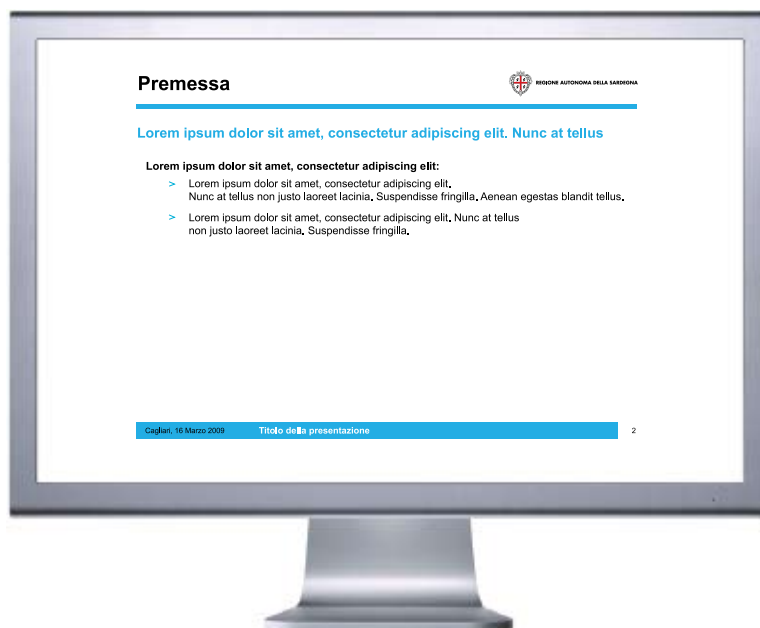 Premessa
REGIONE AUTONOMA DELLA SARDEGNA
Lorem ipsum dolor sit amet, consectetur adipiscing elit. Nunc at tellus
Lorem ipsum dolor sit amet, consectetur adipiscing elit:
> Lorem ipsum dolor sit amet, consectetur adipiscing elit.
Nunc at tellus non justo laoreet lacinia. Suspendisse fringilla. Aenean egestas blandit tellus.
> Lorem ipsum dolor sit amet, consectetur adipiscing elit. Nunc at tellus
non justo laoreet lacinia. Suspendisse fringilla.
Cagliari, 16 Marzo 2009 Titolo della presentazione 2